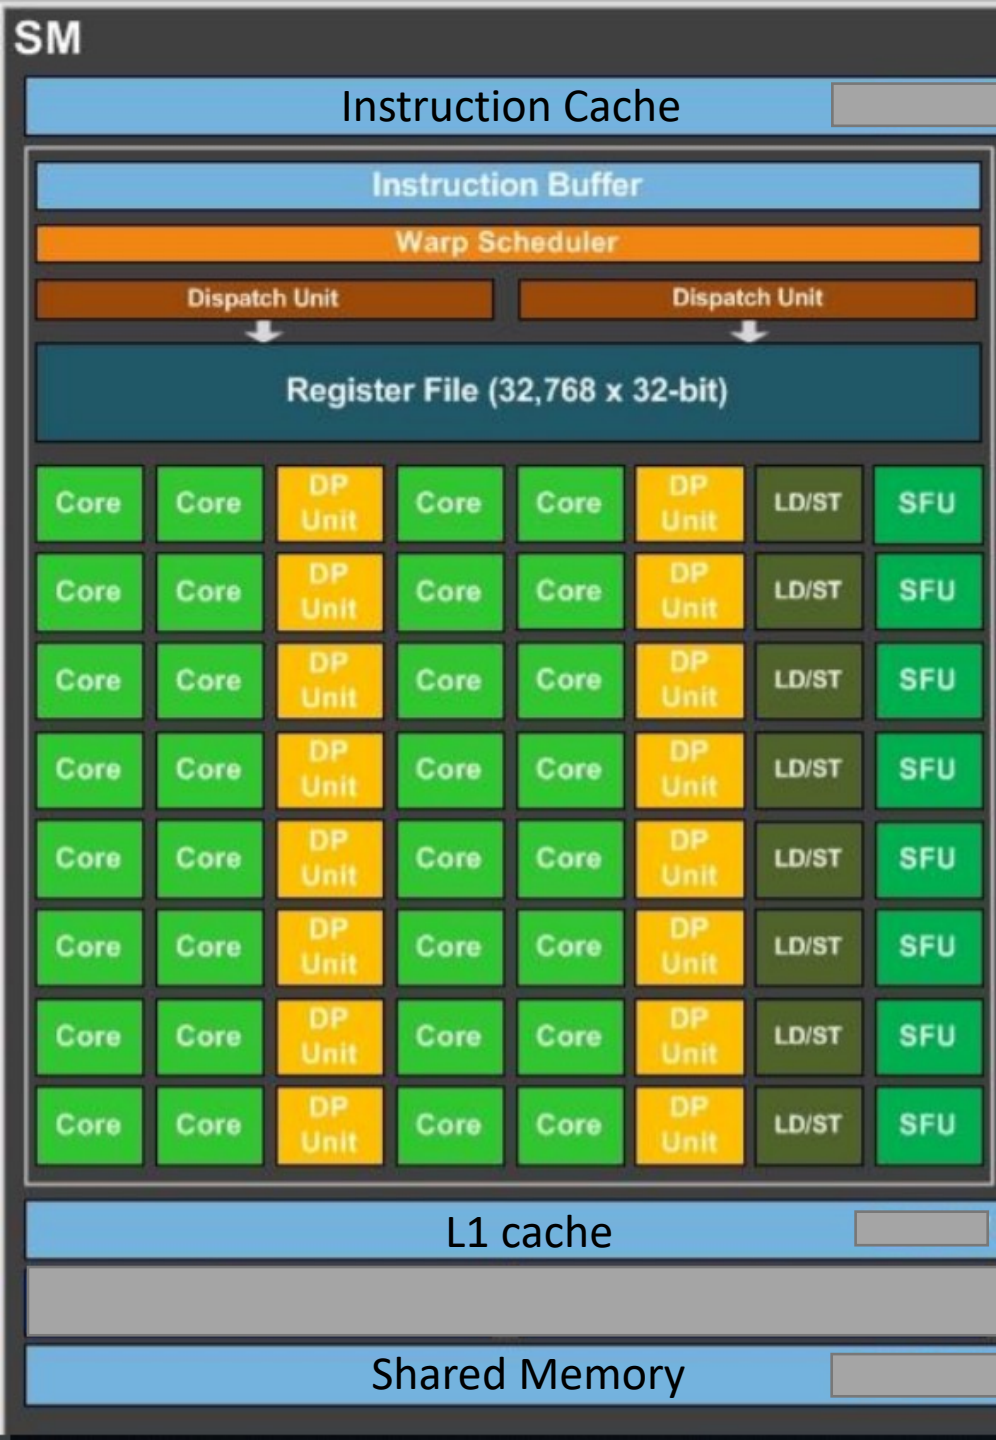 SM
Instruction Cache
Instruction Buffer
Warp Scheduler
Dispatch Unit Dispatch Unit
Register File (32,768 x 32-bit)
Core Core DP Unit Core Core DP Unit LD/ST SFU
Core Core DP Unit Core Core DP Unit LD/ST SFU
Core Core DP Unit Core Core DP Unit LD/ST SFU
Core Core DP Unit Core Core DP Unit LD/ST SFU
Core Core DP Unit Core Core DP Unit LD/ST SFU
Core Core DP Unit Core Core DP Unit LD/ST SFU
Core Core DP Unit Core Core DP Unit LD/ST SFU
Core Core DP Unit Core Core DP Unit LD/ST SFU
L1 cache
Shared Memory